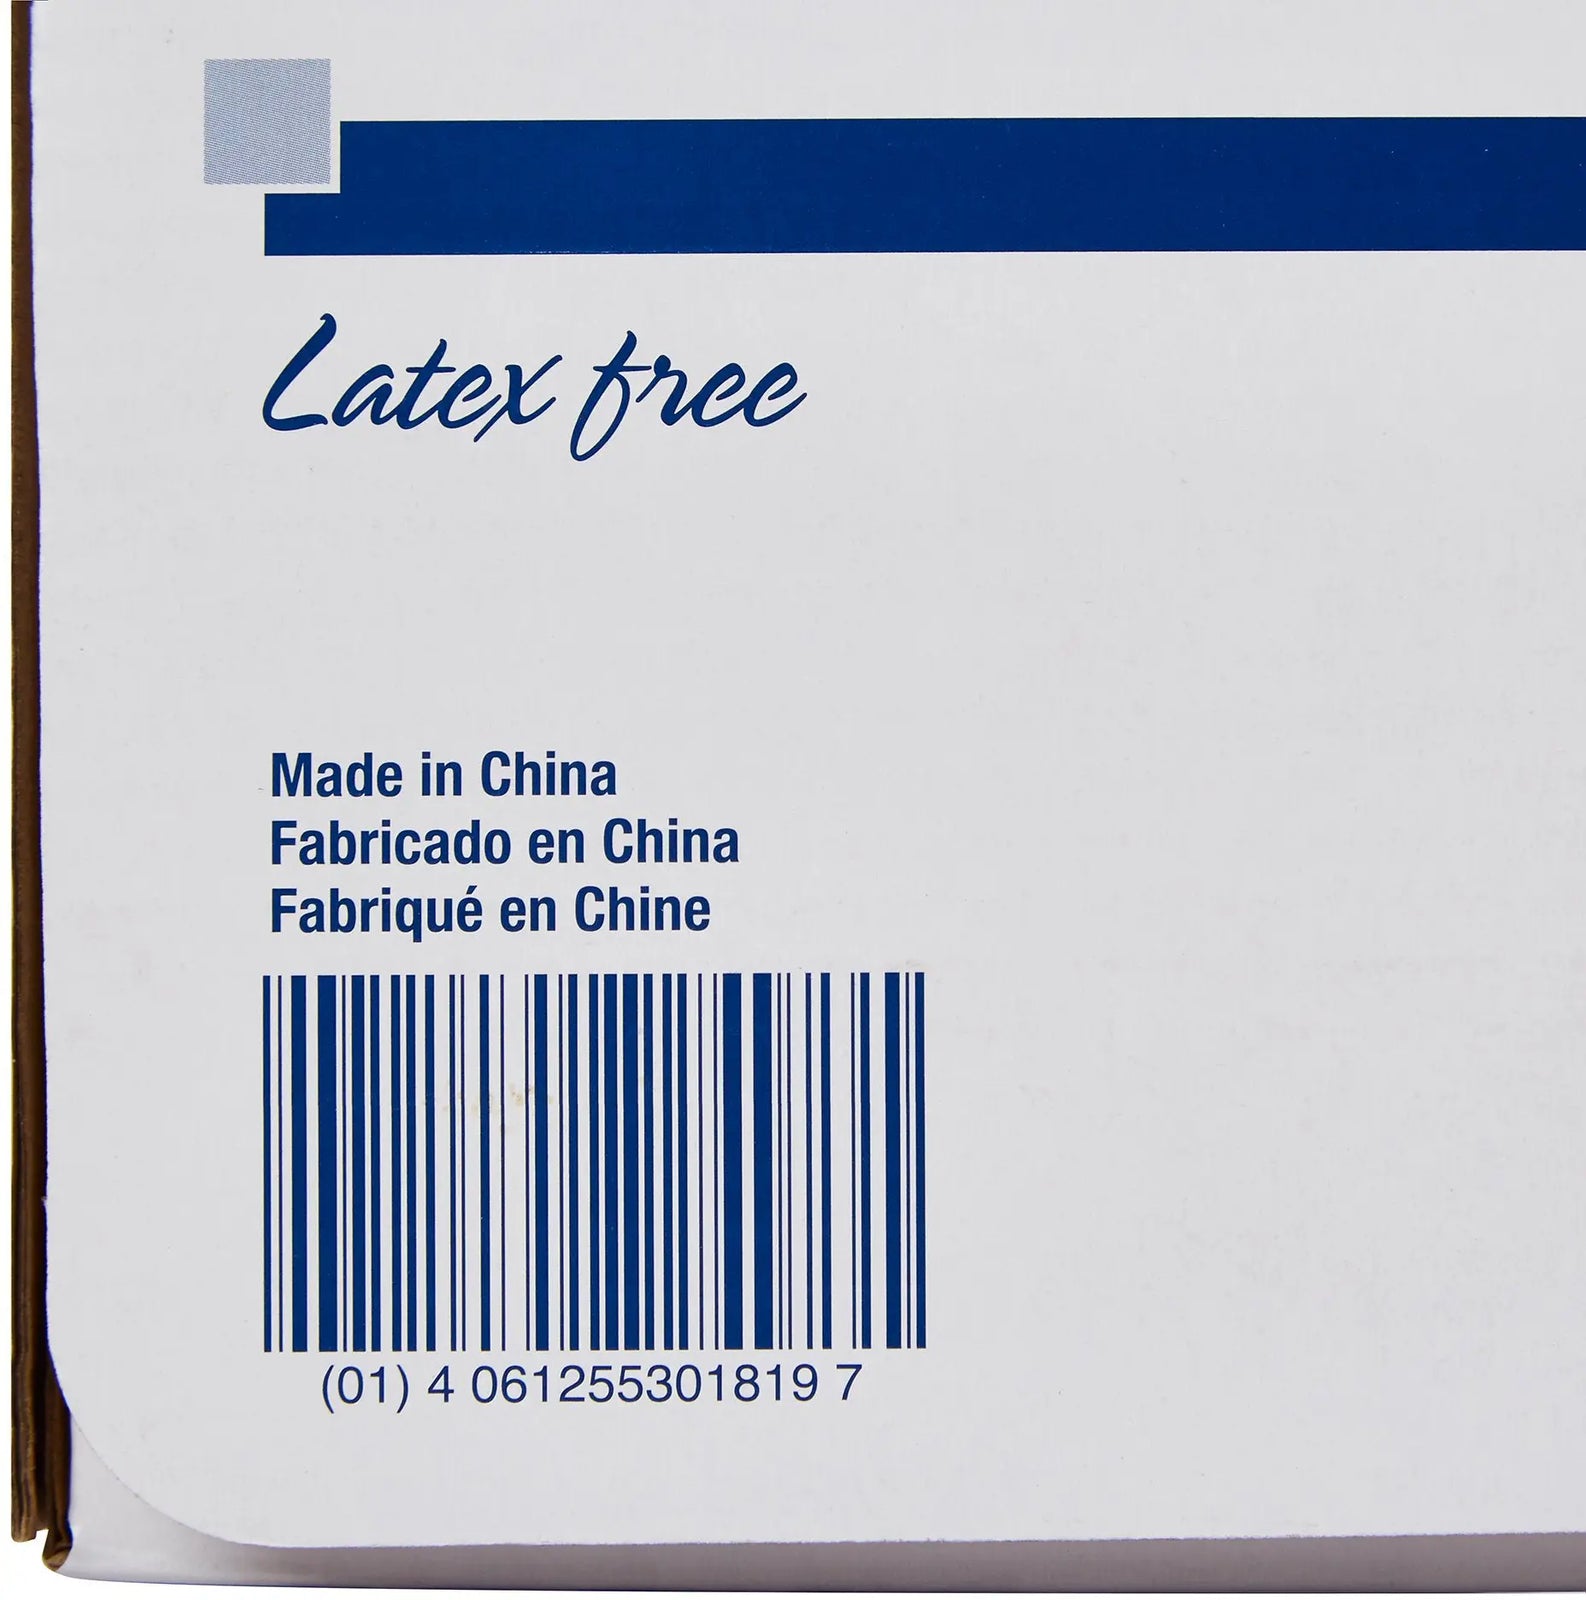 Latex free
Made in China
Fabricado en China
Fabriqué en Chine
(01) 4 061255301819 7